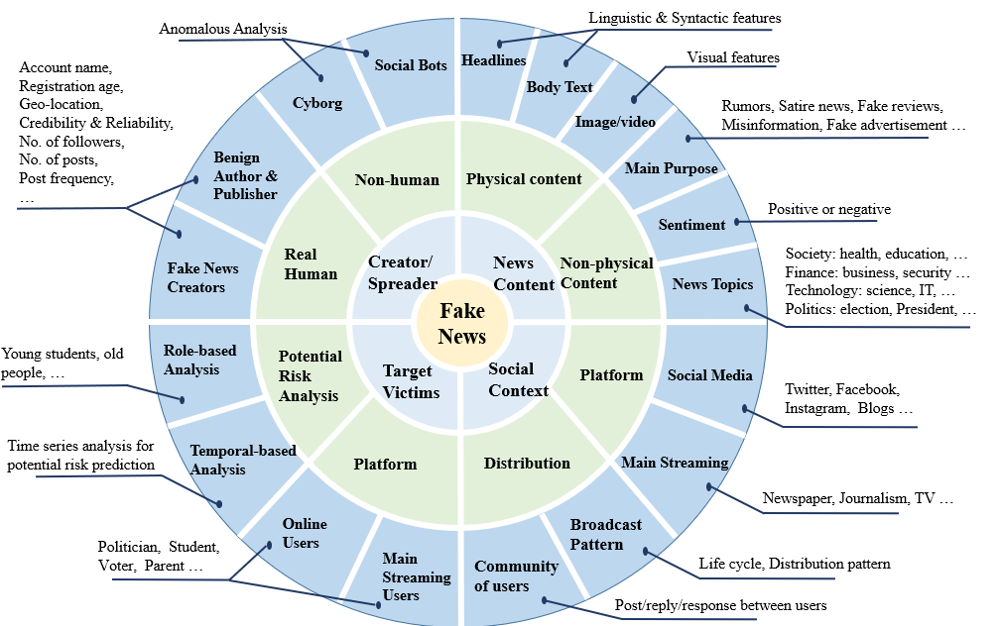 Linguistic & Syntactic features
Anomalous Analysis
Visual features
Account name,
Registration age,
Geo-location,
Credibility & Reliability,
No. of followers,
No. of posts,
Post frequency,
…
Rumors, Satire news, Fake reviews,
Misinformation, Fake advertisement …
Positive or negative
Society: health, education, …
Finance: business, security …
Technology: science, IT, …
Politics: election, President, …
Young students, old
people, …
Twitter, Facebook,
Instagram, Blogs …
Time series analysis for
potential risk prediction
Newspaper, Journalism, TV …
Politician, Student,
Voter, Parent …
Life cycle, Distribution pattern
Post/reply/response between users
Social Bots
Headlines
Body Text
Image/video
Main Purpose
Sentiment
News Topics
Social Media
Main Streaming
Broadcast
Pattern
Community
of users
Main
Streaming
Users
Online
Users
Temporal-based
Analysis
Role-based
Analysis
Fake News
Creators
Benign
Author &
Publisher
Cyborg
Non-human
Physical content
Non-physical
Content
Platform
Distribution
Platform
Potential
Risk
Analysis
Real
Human
Creator/
Spreader
News
Content
Social
Context
Target
Victims
Fake
News